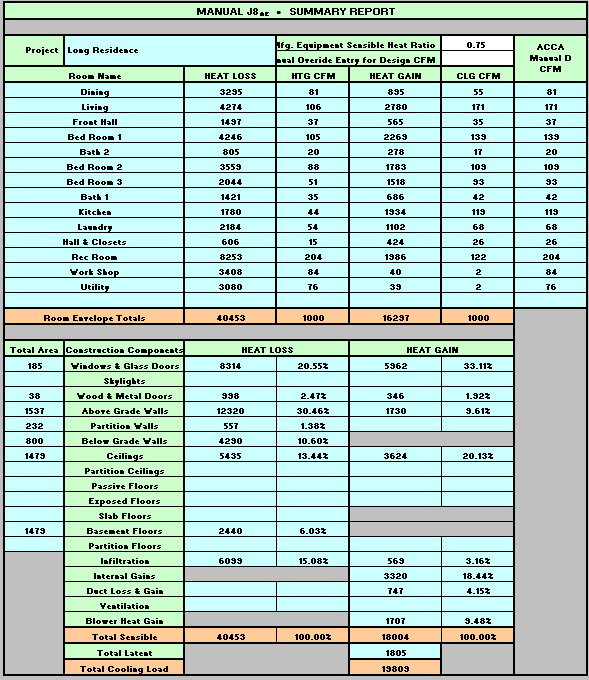 MANUAL J8AE - SUMMARY REPORT
Project Long Residence Mfg. Equipment Sensible Heat Ratio 0.75 ACCA Manual D CFM
nual Overide Entry for Design CFM
Room Name HEAT LOSS HTG CFM HEAT GAIN CLG CFM
Dining 3295 81 895 55 81
Living 4274 106 2780 171 171
Front Hall 1497 37 565 35 37
Bed Room 1 4246 105 2269 139 139
Bath 2 805 20 278 17 20
Bed Room 2 3559 88 1783 109 109
Bed Room 3 2044 51 1518 93 93
Bath 1 1421 35 686 42 42
Kitchen 1780 44 1934 119 119
Laundry 2184 54 1102 68 68
Hall & Closets 606 15 424 26 26
Rec Room 8253 204 1986 122 204
Work Shop 3408 84 40 2 84
Utility 3080 76 39 2 76
Room Envelope Totals 40453 1000 16297 1000
Total Area Construction Components HEAT LOSS HEAT GAIN
185 Windows & Glass Doors 8314 20.55% 5962 33.11%
Skylights
38 Wood & Metal Doors 998 2.47% 346 1.92%
1537 Above Grade Walls 12320 30.46% 1730 9.61%
232 Partition Walls 557 1.38%
800 Below Grade Walls 4290 10.60%
1479 Ceilings 5435 13.44% 3624 20.13%
Partition Ceilings
Passive Floors
Exposed Floors
Slab Floors
1479 Basement Floors 2440 6.03%
Partition Floors
Infiltration 6099 15.08% 569 3.16%
Internal Gains 3320 18.44%
Duct Loss & Gain 747 4.15%
Ventilation
Blower Heat Gain 1707 9.48%
Total Sensible 40453 100.00% 18004 100.00%
Total Latent 1805
Total Cooling Load 19809